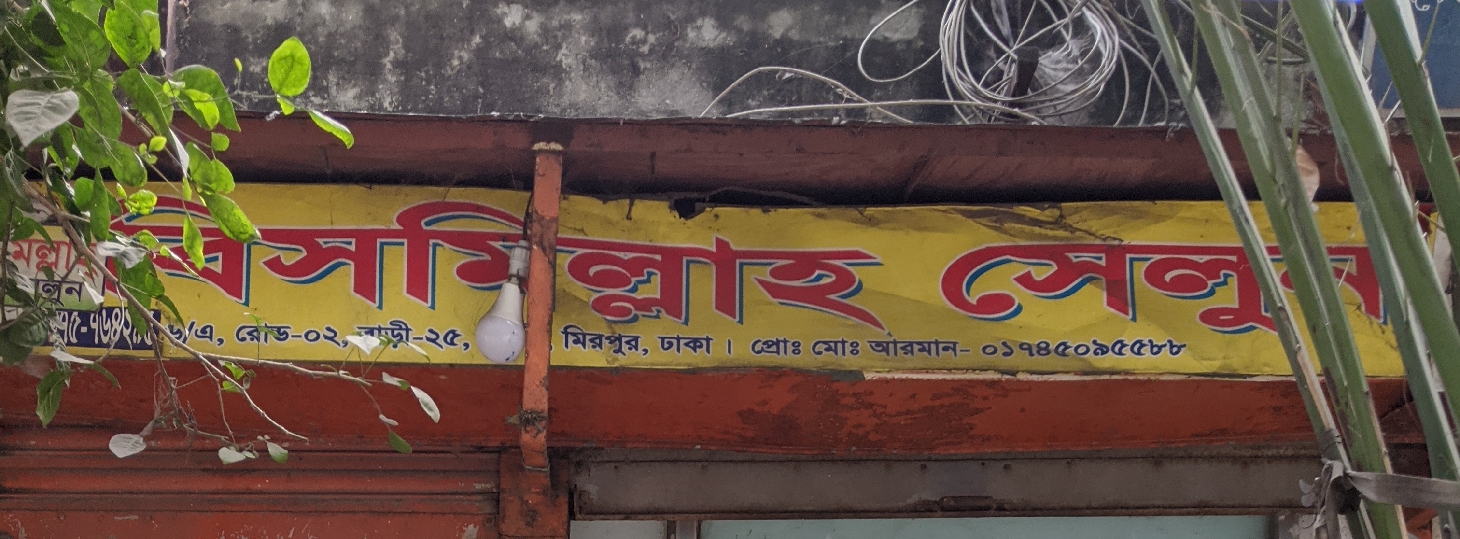 বিসমিল্লাহ সেলুন
৬/এ, রোড-০২, বাড়ী-২৫, মিরপুর, ঢাকা । প্রোঃ মোঃ আরমান- ০১৭৪৫০৯৫৫৮৮